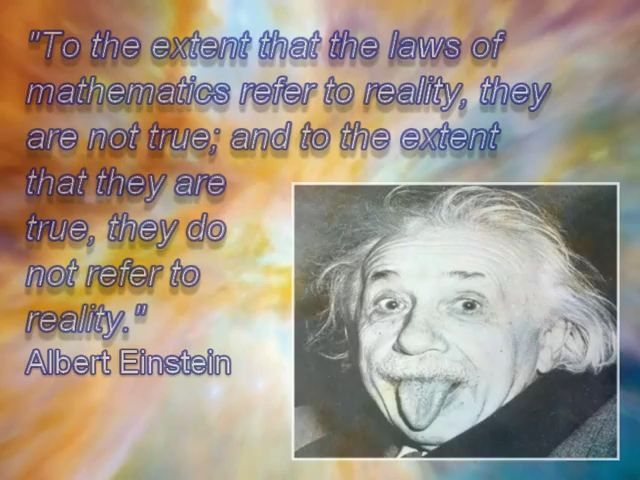 "To the extent that the laws of
mathematics refer to reality, they
are not true; and to the extent
that they are
true, they do
not refer to
reality."
Albert Einstein